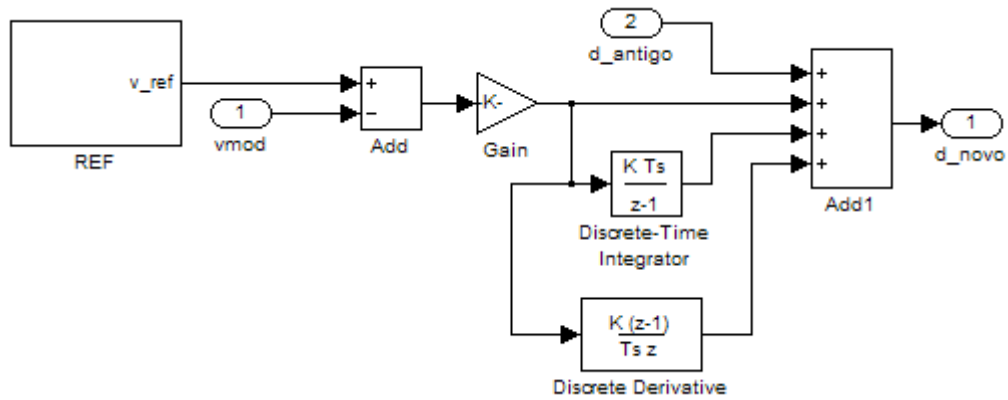 2
d_antigo
v_ref
REF
1
vmod
+
−
Add
K-
Gain
+
+
+
+
Add1
1
d_novo
K Ts
z-1
Discrete-Time
Integrator
K (z-1)
Ts z
Discrete Derivative